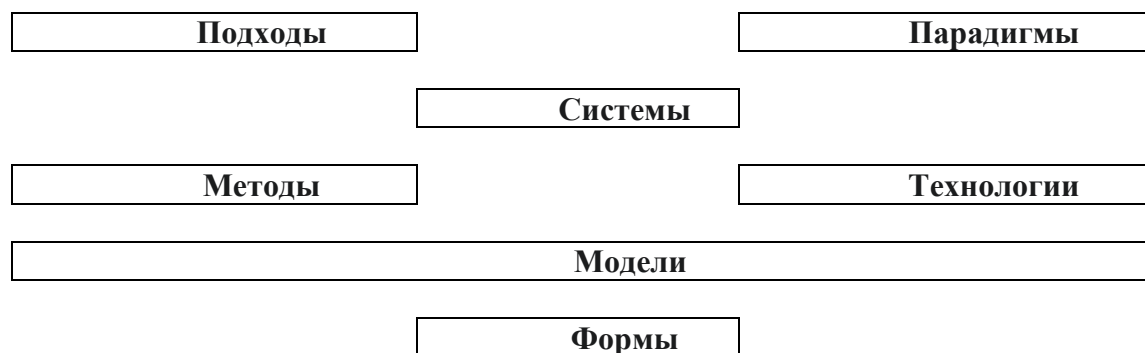 Подходы Парадигмы
Системы
Методы Технологии
Модели
Формы